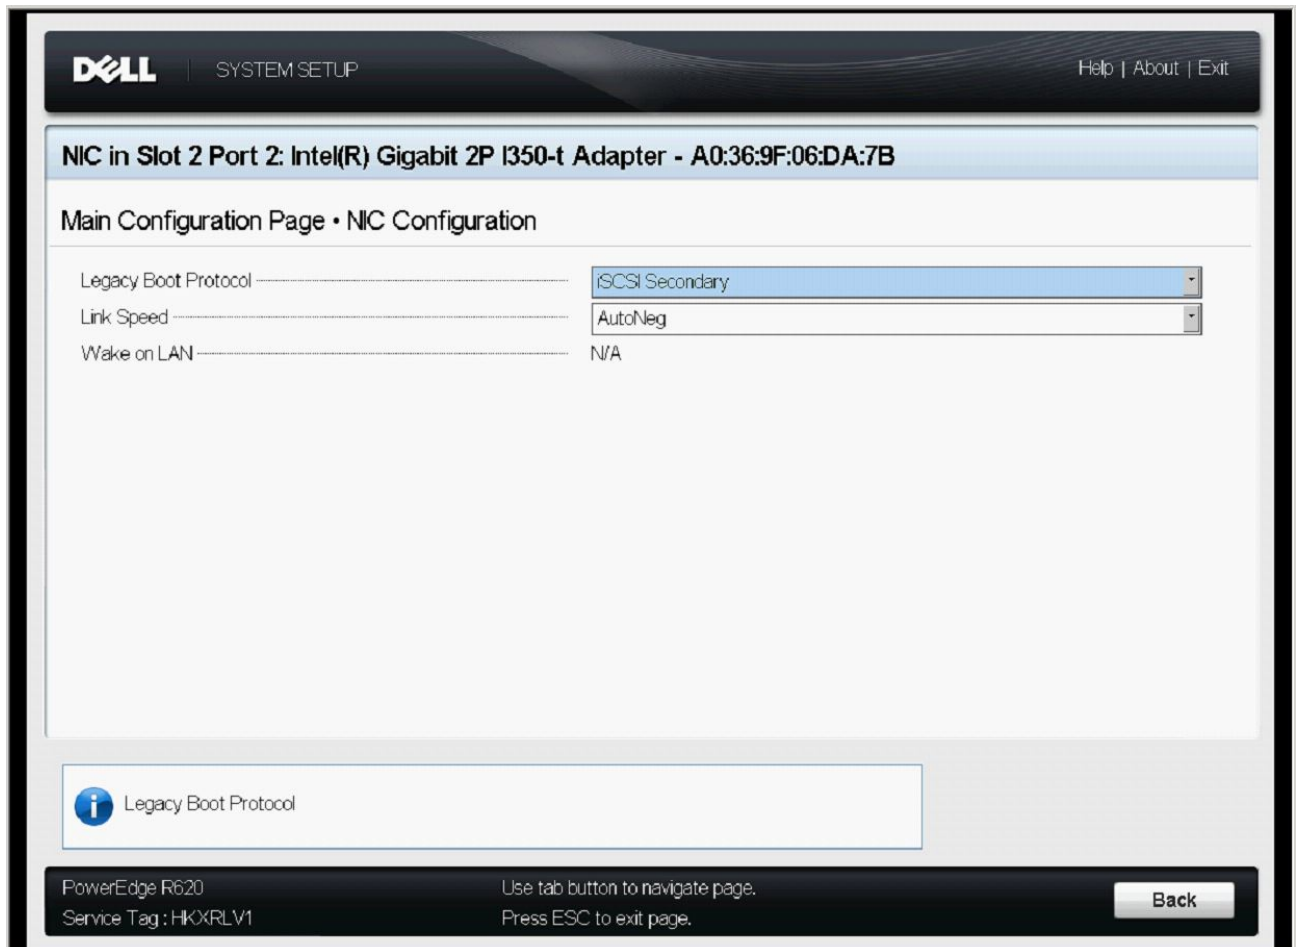 DELL SYSTEM SETUP Help | About | Exit
NIC in Slot 2 Port 2: Intel(R) Gigabit 2P I350-t Adapter - A0:36:9F:06:DA:7B
Main Configuration Page • NIC Configuration
Legacy Boot Protocol iSCSI Secondary
Link Speed AutoNeg
Wake on LAN N/A
Legacy Boot Protocol
PowerEdge R620 Use tab button to navigate page.
Service Tag : HKXRLV1 Press ESC to exit page.
Back